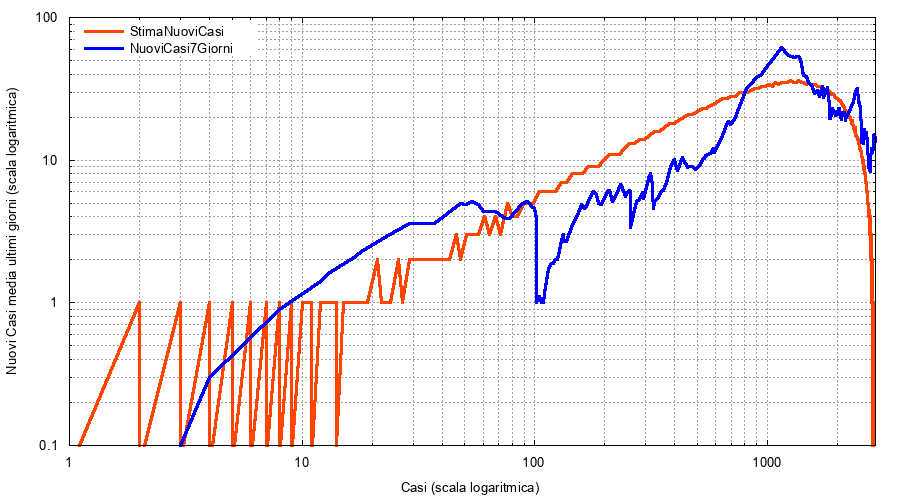 100
StimaNuoviCasi
NuoviCasi7Giorni
Nuovi Casi media ultimi giorni (scala logaritmica)
10
1
0.1
1
10
100
1000
Casi (scala logaritmica)